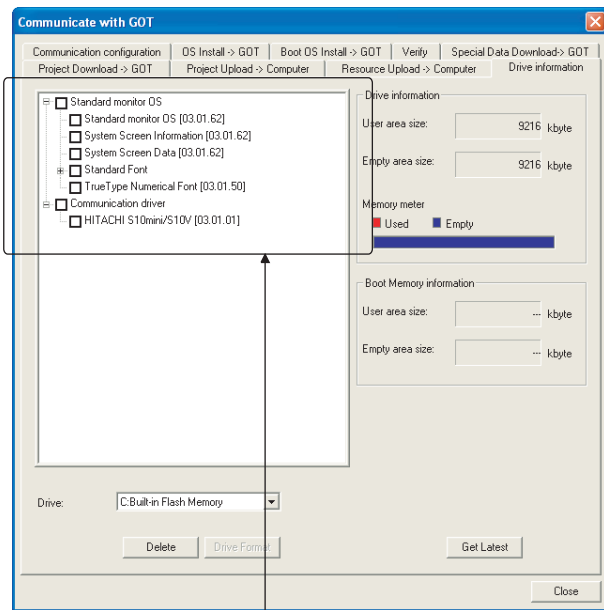 Communicate with GOT
Communication configuration OS Install -> GOT Boot OS Install -> GOT Verify Special Data Download-> GOT
Project Download -> GOT Project Upload -> Computer Resource Upload -> Computer Drive information
Standard monitor OS
Standard monitor OS [03.01.62]
System Screen Information [03.01.62]
System Screen Data [03.01.62]
Standard Font
TrueType Numerical Font [03.01.50]
Communication driver
HITACHI S10mini/S10V [03.01.01]
Drive information
User area size: 9216 kbyte
Empty area size: 9216 kbyte
Memory meter
Used Empty
Boot Memory information
User area size: --- kbyte
Empty area size: --- kbyte
Drive: C:Built-in Flash Memory
Delete Drive Format Get Latest
Close